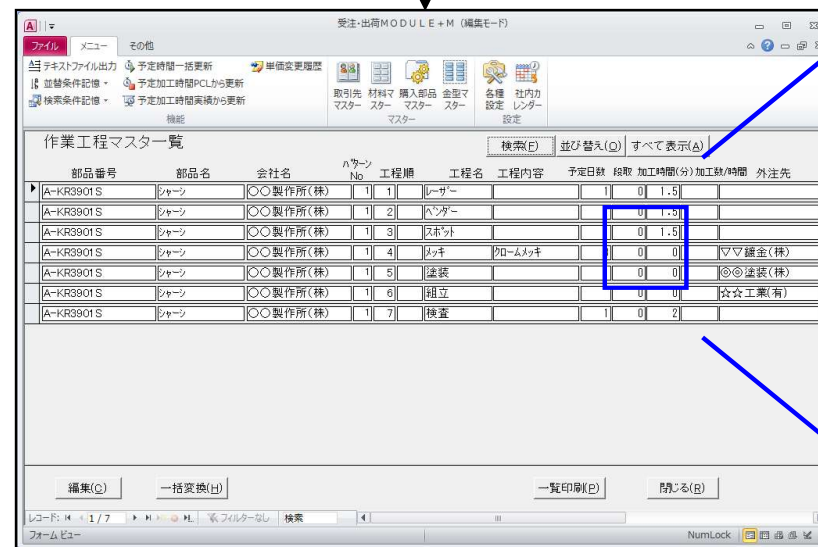 受注・出荷MODULE+M (編集モード)
ファイル メニュー その他
テキストファイル出力 予定時間一括更新 単価変更履歴
並替条件記憶 予定加工時間PCLから更新
検索条件記憶 予定加工時間実績から更新
取引先マスター 材料マスター 購入部品マスター 金型マスター 各種設定 社内カレンダー
機能 マスター 設定
作業工程マスタ一覧 検索(F) 並び替え(O) すべて表示(A)
部品番号 部品名 会社名 パターンNo 工程順 工程名 工程内容 予定日数 段取 加工時間(分) 加工数/時間 外注先
A-KR3901S シャーシ 〇〇製作所(株) 1 1 レーザー 1 0 1.5
A-KR3901S シャーシ 〇〇製作所(株) 1 2 ベンダー 0 1.5
A-KR3901S シャーシ 〇〇製作所(株) 1 3 スポット 0 1.5
A-KR3901S シャーシ 〇〇製作所(株) 1 4 メッキ クロームメッキ 0 0 ▽▽鍍金(株)
A-KR3901S シャーシ 〇〇製作所(株) 1 5 塗装 0 0 ◎◎塗装(株)
A-KR3901S シャーシ 〇〇製作所(株) 1 6 組立 0 0 ☆☆工業(有)
A-KR3901S シャーシ 〇〇製作所(株) 1 7 検査 1 0 2
編集(C) 一括変換(H) 一覧印刷(P) 閉じる(R)
レコード: 1 / 7 フィルターなし 検索
フォーム ビュー NumLock